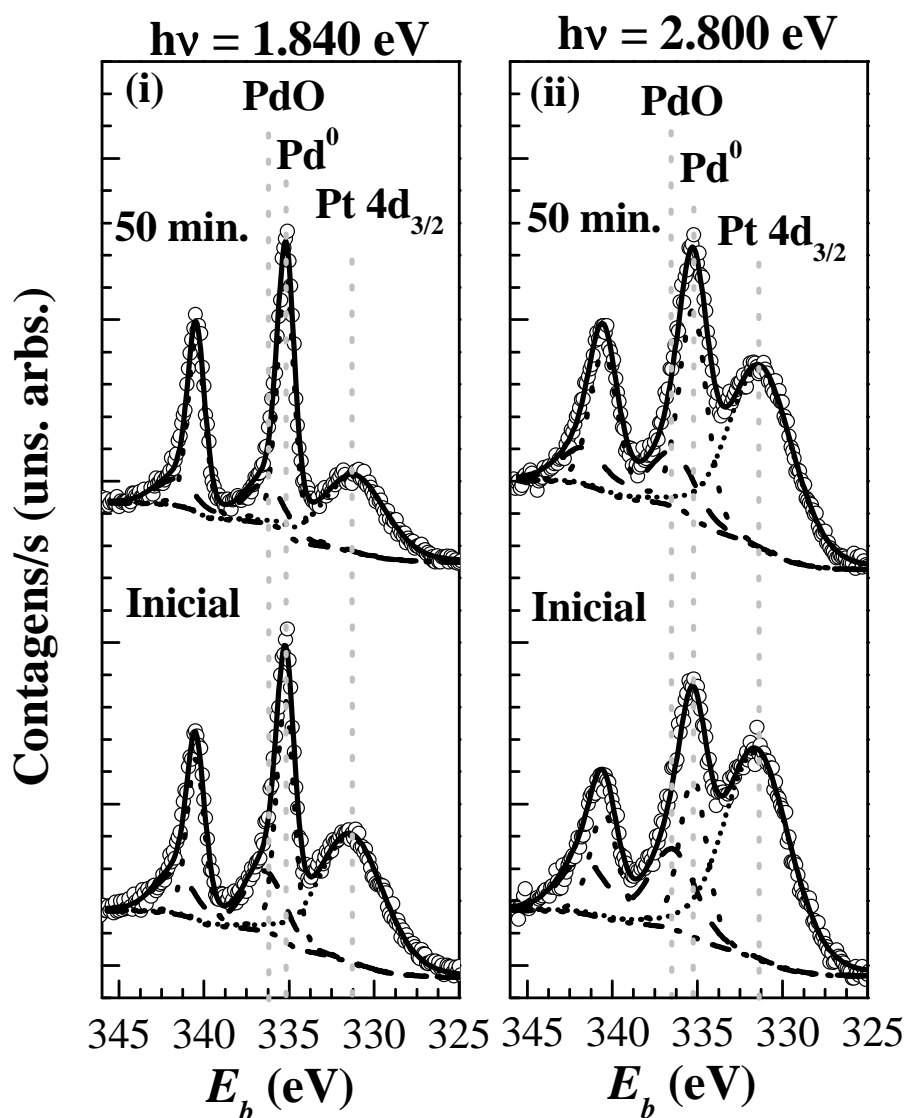 hν = 1.840 eV
hν = 2.800 eV
(i)
PdO
Pd⁰
Pt 4d₃/₂
50 min.
Inicial
(ii)
PdO
Pd⁰
Pt 4d₃/₂
50 min.
Inicial
Contagens/s (uns. arbs.)
345 340 335 330 325
345 340 335 330 325
E_b (eV)
E_b (eV)